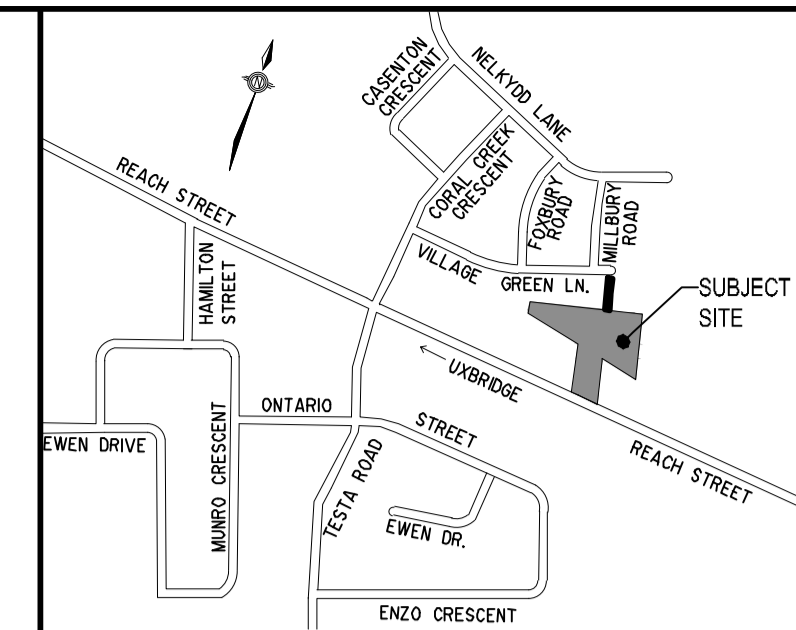 CASENTON
CRESCENT
NELKYDD LANE
N
REACH STREET
CORAL CREEK
CRESCENT
FOXBURY
ROAD
MILLBURY
ROAD
HAMILTON
STREET
VILLAGE GREEN LN.
SUBJECT
SITE
UXBRIDGE
ONTARIO STREET
REACH STREET
EWEN DRIVE
MUNRO CRESCENT
TESTA ROAD
EWEN DR.
ENZO CRESCENT